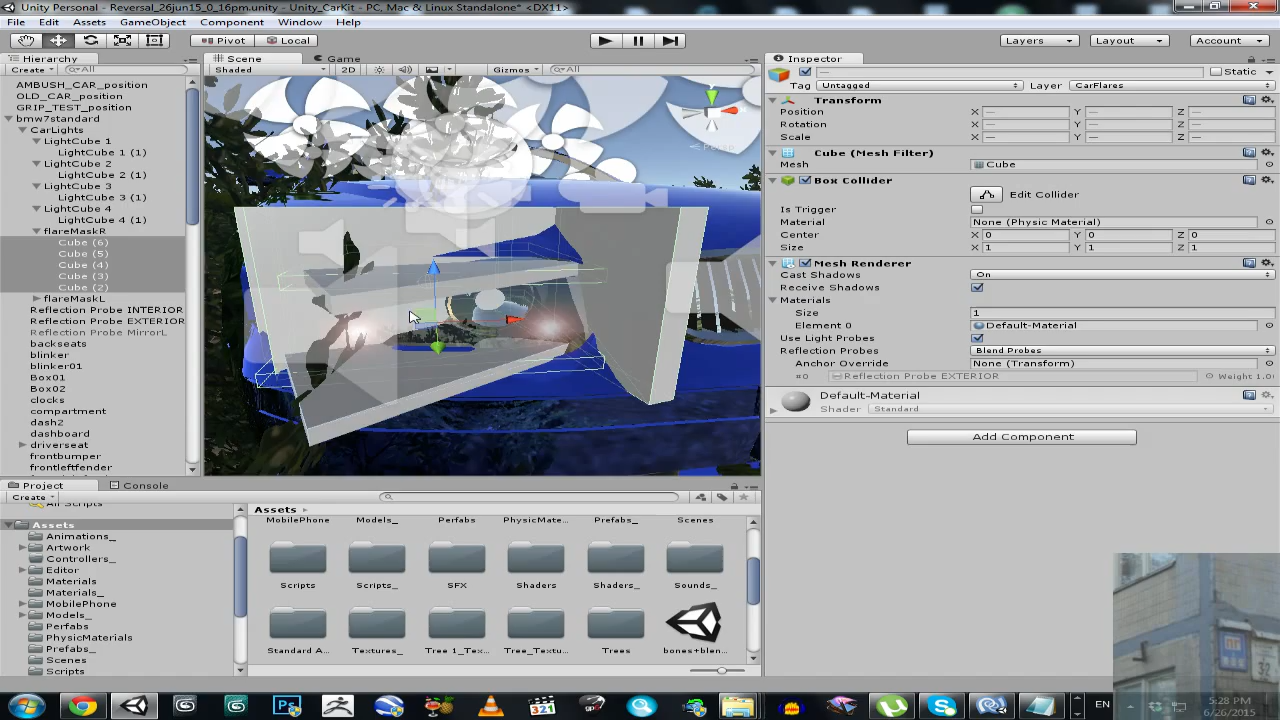 Unity Personal - Reversal_26jun15_0_16pm.unity - Unity_CarKit - PC, Mac & Linux Standalone* <DX11>
File Edit Assets GameObject Component Window Help
Pivot Local Layers Layout Account
Hierarchy
Create All
AMBUSH_CAR_position
OLD_CAR_position
GRIP_TEST_position
bmw7standard
CarLights
LightCube 1
LightCube 1 (1)
LightCube 2
LightCube 2 (1)
LightCube 3
LightCube 3 (1)
LightCube 4
LightCube 4 (1)
flareMaskR
Cube (6)
Cube (5)
Cube (4)
Cube (3)
Cube (2)
flareMaskL
Reflection Probe INTERIOR
Reflection Probe EXTERIOR
Reflection Probe MirrorL
backseats
blinker
blinker01
Box01
Box02
clocks
compartment
dash2
dashboard
driverseat
frontbumper
frontleftfender
Scene Game
Shaded 2D Gizmos All
Inspector
Static
Tag Untagged Layer CarFlares
Transform
Position X — Y — Z —
Rotation X — Y — Z —
Scale X — Y — Z —
Cube (Mesh Filter)
Mesh Cube
Box Collider
Edit Collider
Is Trigger
Material None (Physic Material)
Center X 0 Y 0 Z 0
Size X 1 Y 1 Z 1
Mesh Renderer
Cast Shadows On
Receive Shadows
Materials
Size 1
Element 0 Default-Material
Use Light Probes
Reflection Probes Blend Probes
Anchor Override None (Transform)
#0 Reflection Probe EXTERIOR Weight 1.0
Default-Material
Shader Standard
Add Component
Project Console
Create
All Scripts
Assets
Animations_
Artwork
Controllers_
Editor
Materials
Materials_
MobilePhone
Models_
Perfabs
PhysicMaterials
Prefabs_
Scenes
Scripts
Assets
MobilePhone Models_ Perfabs PhysicMate... Prefabs_ Scenes
Scripts Scripts_ SFX Shaders Shaders_ Sounds_
Standard A... Textures_ Tree 1_Tex... Tree_Textu... Trees bones+blen...
32
321
EN
5:28 PM
6/26/2015